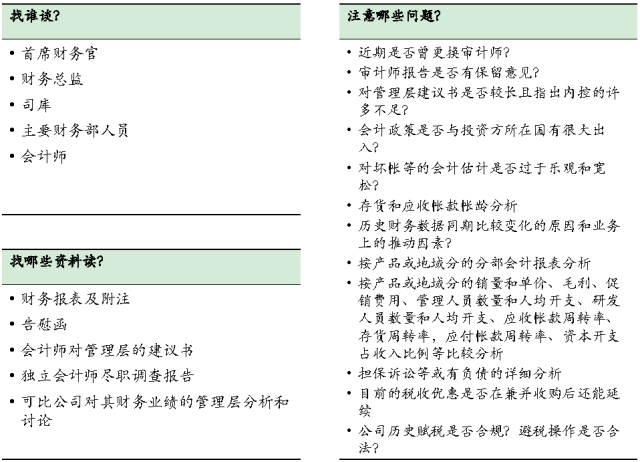 找谁谈？
• 首席财务官
• 财务总监
• 司库
• 主要财务部人员
• 会计师
找哪些资料读？
• 财务报表及附注
• 告慰函
• 会计师对管理层的建议书
• 独立会计师尽职调查报告
• 可比公司对其财务业绩的管理层分析和
讨论
注意哪些问题？
• 近期是否曾更换审计师？
• 审计师报告是否有保留意见？
• 对管理层建议书是否较长且指出内控的许
多不足？
• 会计政策是否与投资方所在国有很大出
入？
• 对坏帐等的会计估计是否过于乐观和宽
松？
• 存货和应收帐款帐龄分析
• 历史财务数据同期比较变化的原因和业务
上的推动因素？
• 按产品或地域分的分部会计报表分析
• 按产品或地域分的销量和单价、毛利、促
销费用、管理人员数量和人均开支、研发
人员数量和人均开支、应收帐款周转率、
存货周转率，应付帐款周转率、资本开支
占收入比例等比较分析
• 担保诉讼等或有负债的详细分析
• 目前的税收优惠是否在兼并收购后还能延
续
• 公司历史赋税是否合规？避税操作是否合
法？